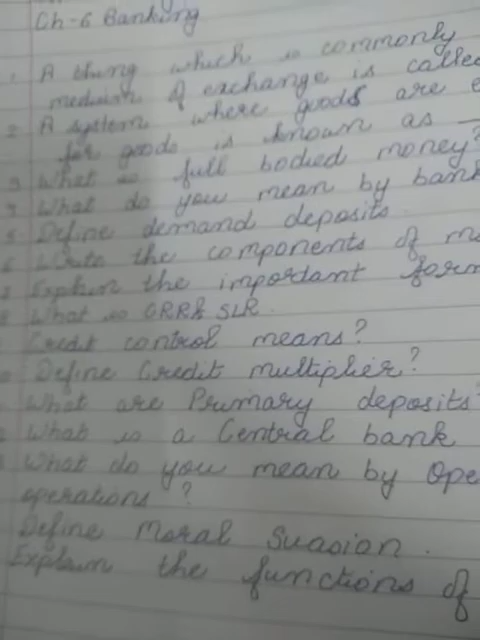 Ch-6 Banking
1. A thing which is commonly
medium of exchange is called
2. A system where goods are e
for goods is known as —
3. What is full bodied money?
4. What do you mean by bank
5. Define demand deposits.
6. Write the components of m
7. Explain the important form
8. What is CRR & SLR.
Credit control means?
Define Credit multiplier?
What are Primary deposits
What is a Central bank
What do you mean by Ope
operations?
Define Moral Suasion.
Explain the functions of